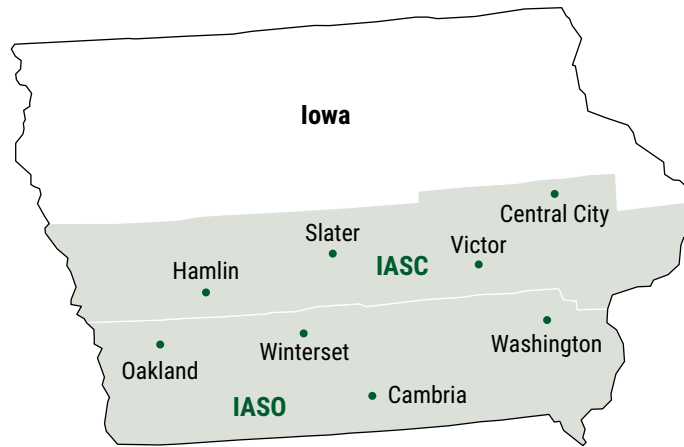 Iowa
Central City
Slater
Victor
IASC
Hamlin
Washington
Winterset
Oakland
Cambria
IASO